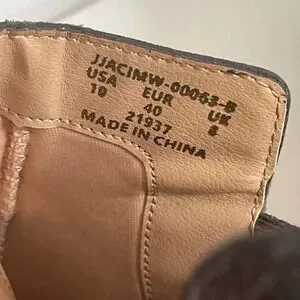 JJACIMW-00063-B
USA EUR UK
10 40 8
21937
MADE IN CHINA